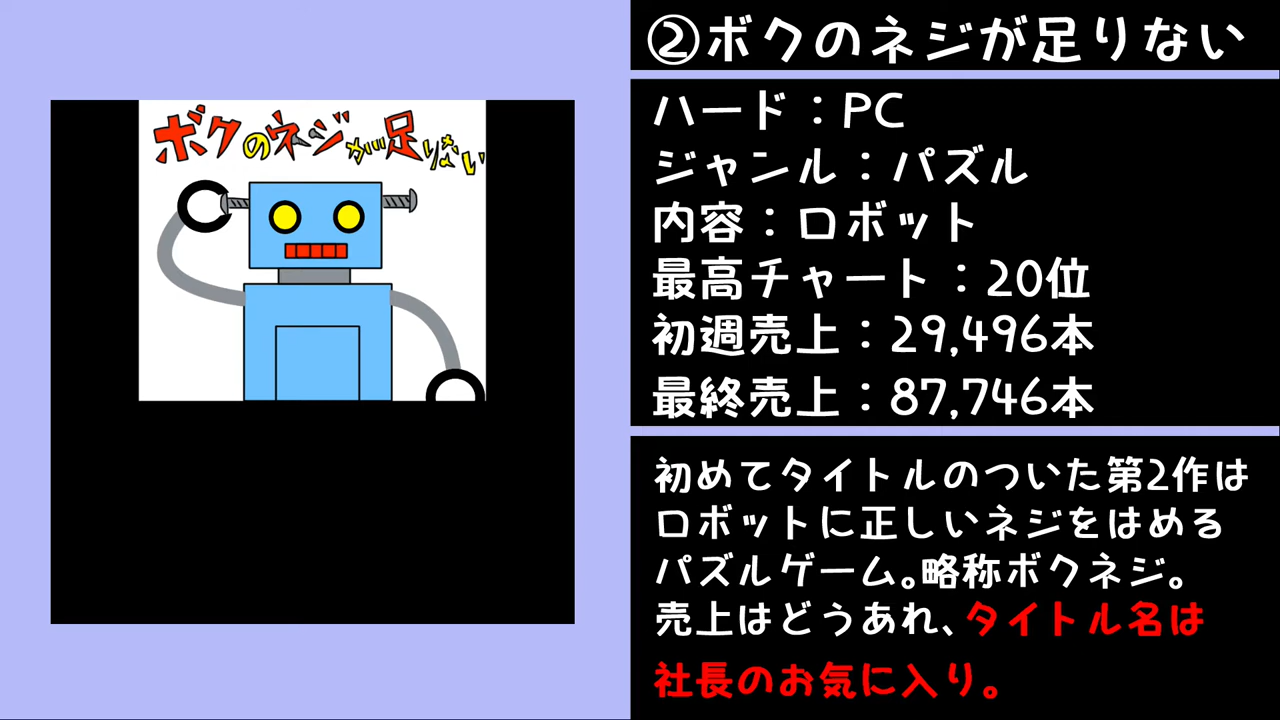 ②ボクのネジが足りない
ボクのネジが足りない
ハード：PC
ジャンル：パズル
内容：ロボット
最高チャート：20位
初週売上：29,496本
最終売上：87,746本
初めてタイトルのついた第2作は
ロボットに正しいネジをはめる
パズルゲーム。略称ボクネジ。
売上はどうあれ、タイトル名は
社長のお気に入り。